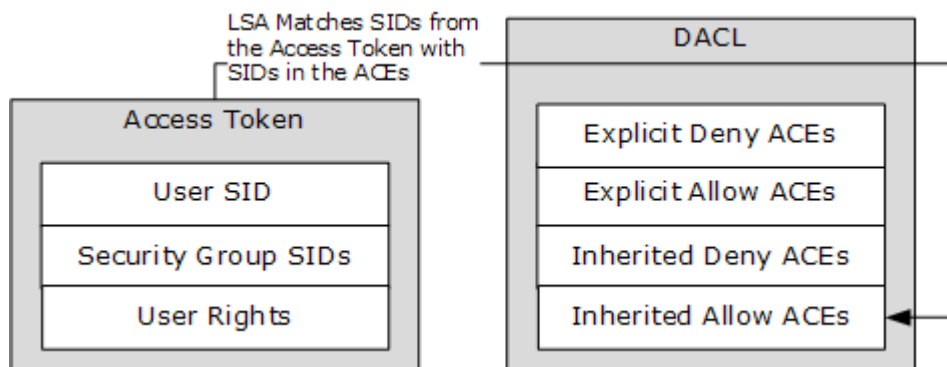 LSA Matches SIDs from
the Access Token with
SIDs in the ACEs
DACL
Access Token
Explicit Deny ACEs
User SID
Explicit Allow ACEs
Security Group SIDs
Inherited Deny ACEs
User Rights
Inherited Allow ACEs